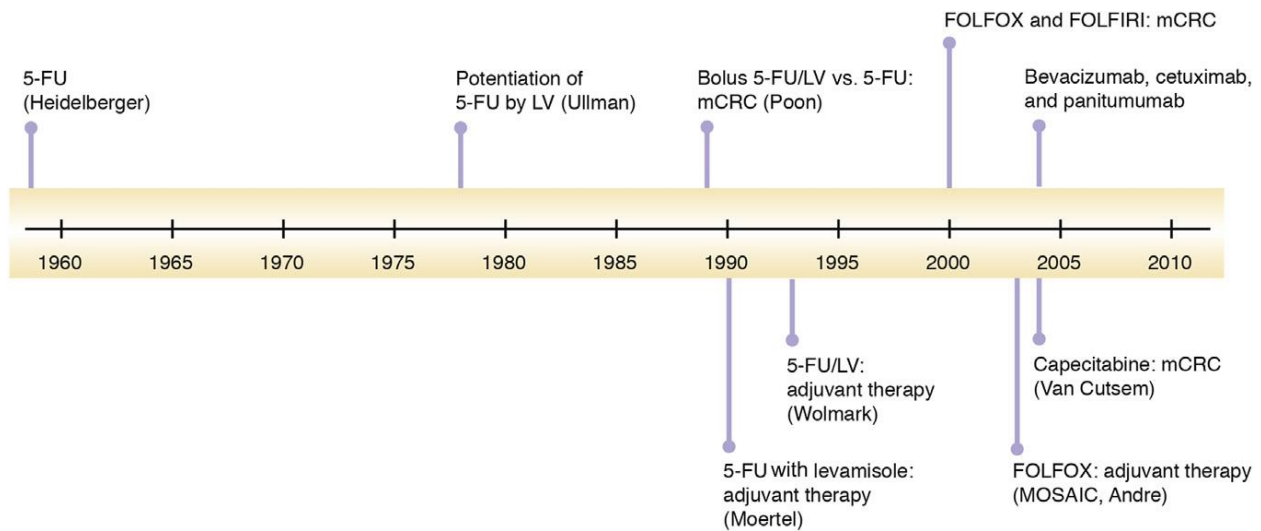 FOLFOX and FOLFIRI: mCRC
5-FU
(Heidelberger)
Potentiation of
5-FU by LV (Ullman)
Bolus 5-FU/LV vs. 5-FU:
mCRC (Poon)
Bevacizumab, cetuximab,
and panitumumab
1960 1965 1970 1975 1980 1985 1990 1995 2000 2005 2010
5-FU/LV:
adjuvant therapy
(Wolmark)
Capecitabine: mCRC
(Van Cutsem)
5-FU with levamisole:
adjuvant therapy
(Moertel)
FOLFOX: adjuvant therapy
(MOSAIC, Andre)